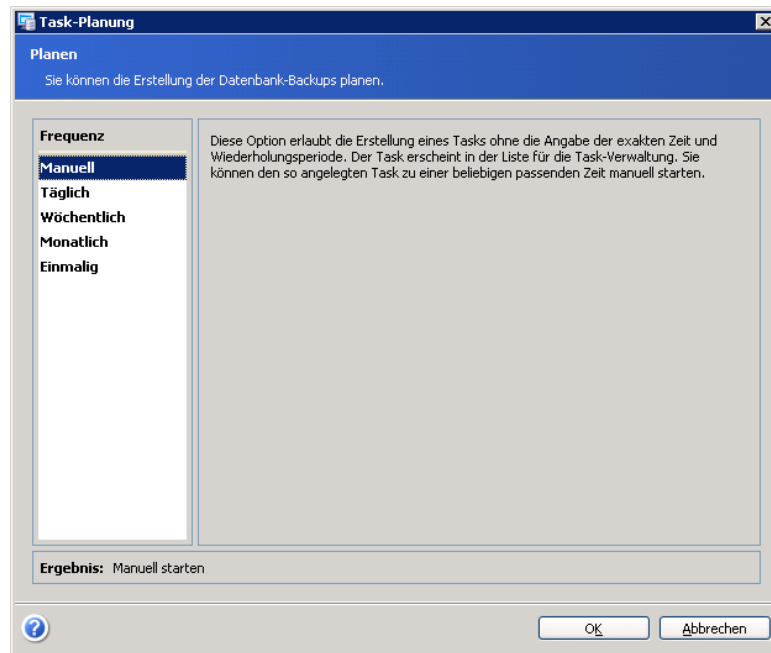 Task-Planung
Planen
Sie können die Erstellung der Datenbank-Backups planen.
Frequenz
Manuell
Täglich
Wöchentlich
Monatlich
Einmalig
Diese Option erlaubt die Erstellung eines Tasks ohne die Angabe der exakten Zeit und
Wiederholungsperiode. Der Task erscheint in der Liste für die Task-Verwaltung. Sie
können den so angelegten Task zu einer beliebigen passenden Zeit manuell starten.
Ergebnis: Manuell starten
OK
Abbrechen